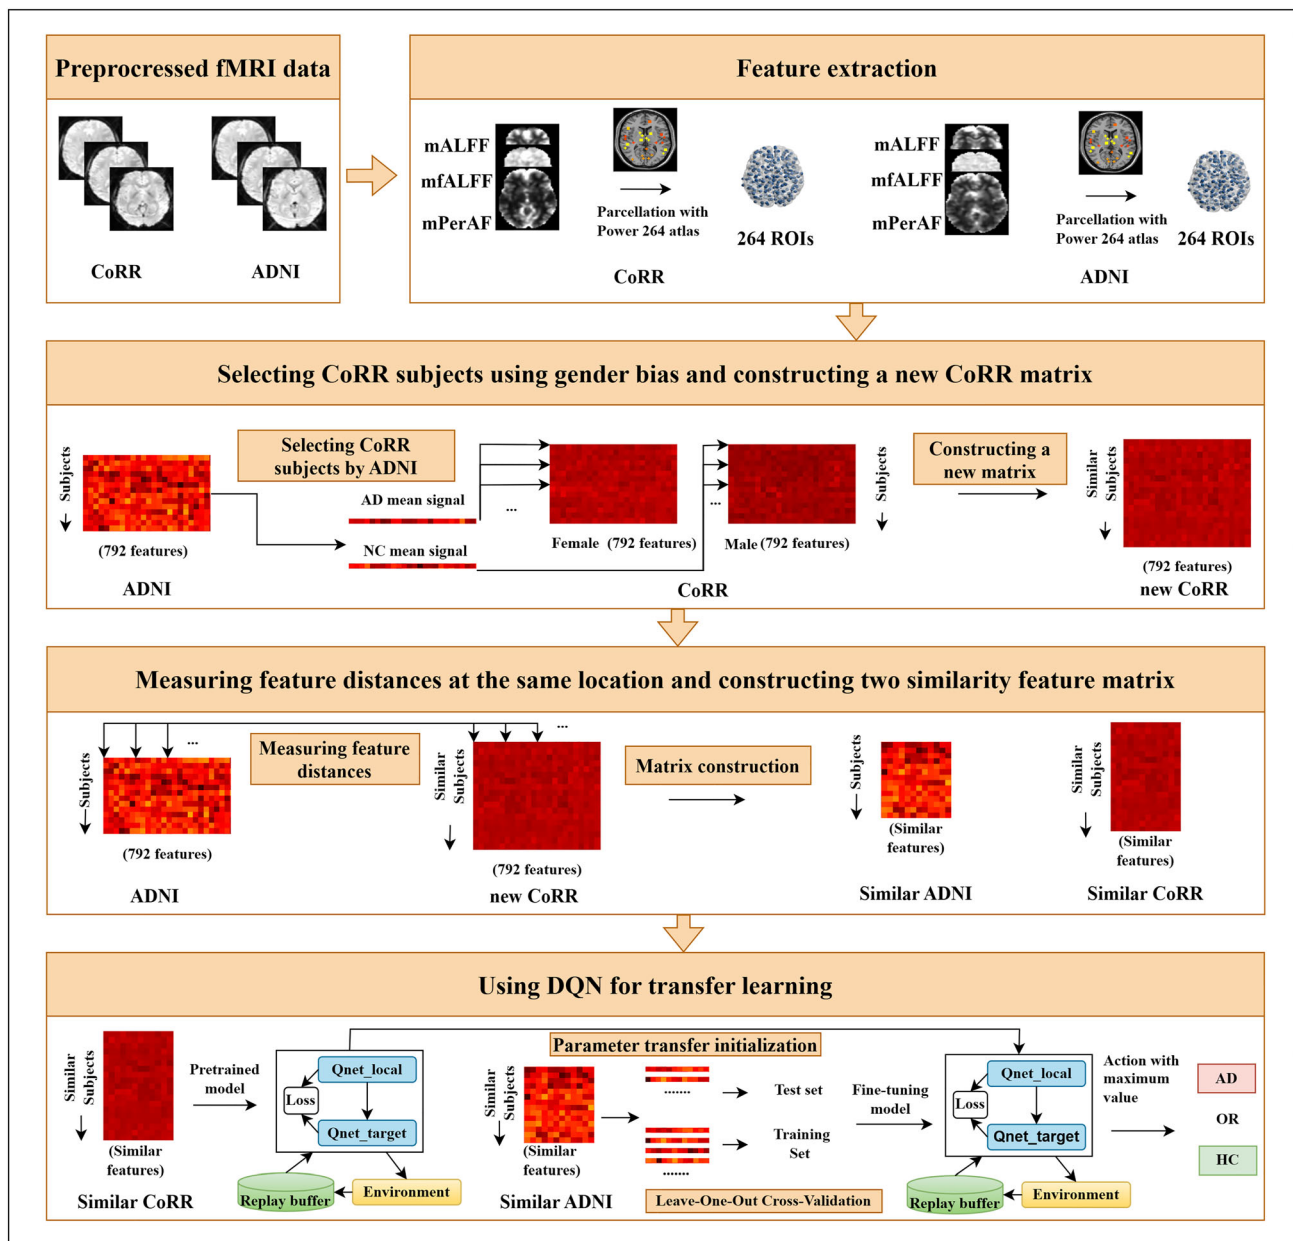 Preprocressed fMRI data
CoRR
ADNI
Feature extraction
mALFF
mfALFF
mPerAF
Parcellation with
Power 264 atlas
264 ROIs
CoRR
mALFF
mfALFF
mPerAF
Parcellation with
Power 264 atlas
264 ROIs
ADNI
Selecting CoRR subjects using gender bias and constructing a new CoRR matrix
Subjects
(792 features)
ADNI
Selecting CoRR
subjects by ADNI
AD mean signal
NC mean signal
...
Female (792 features)
...
Male (792 features)
CoRR
Subjects
Constructing a
new matrix
Similar
Subjects
(792 features)
new CoRR
Measuring feature distances at the same location and constructing two similarity feature matrix
Subjects
...
(792 features)
ADNI
Measuring feature
distances
Similar
Subjects
...
(792 features)
new CoRR
Matrix construction
Subjects
(Similar
features)
Similar ADNI
Similar
Subjects
(Similar
features)
Similar CoRR
Using DQN for transfer learning
Similar
Subjects
(Similar
features)
Similar CoRR
Pretrained
model
Qnet_local
Loss
Qnet_target
Replay buffer
Environment
Parameter transfer initialization
Similar
Subjects
(Similar
features)
Similar ADNI
.......
Test set
.......
Training
Set
Leave-One-Out Cross-Validation
Fine-tuning
model
Qnet_local
Loss
Qnet_target
Replay buffer
Environment
Action with
maximum
value
AD
OR
HC